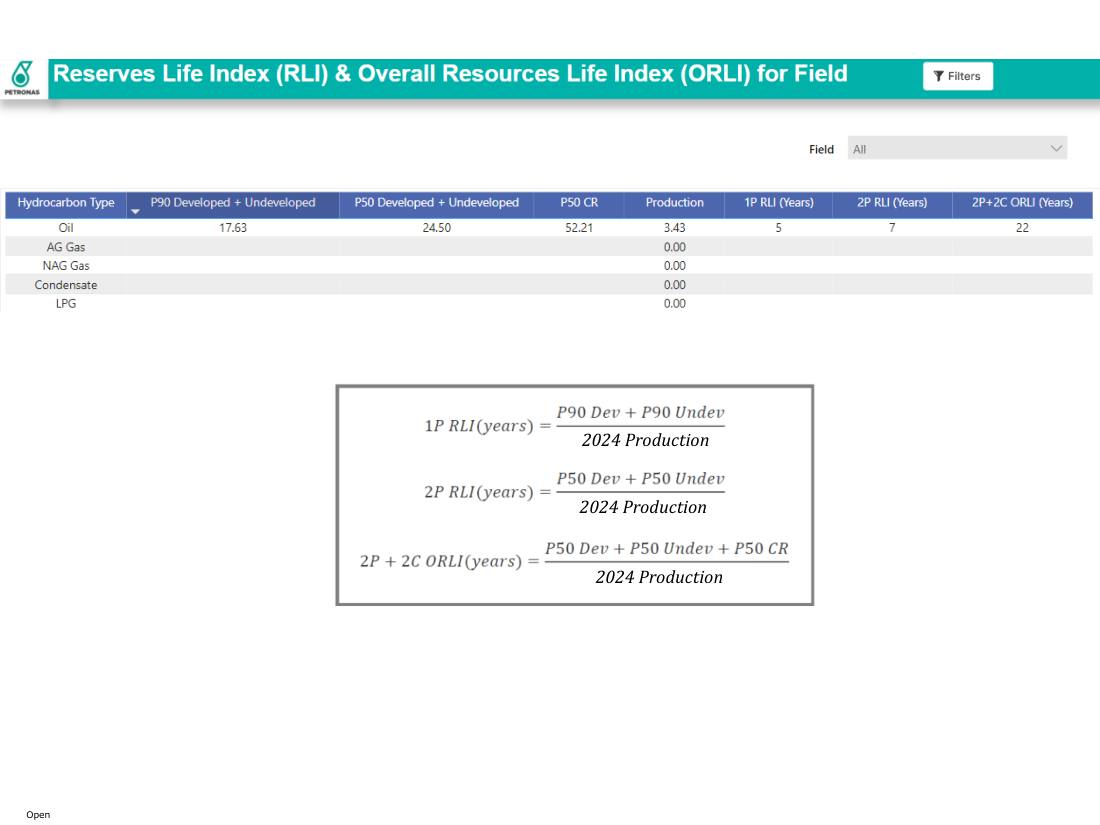 PETRONAS
Reserves Life Index (RLI) & Overall Resources Life Index (ORLI) for Field
Filters
Field All
Hydrocarbon Type P90 Developed + Undeveloped P50 Developed + Undeveloped P50 CR Production 1P RLI (Years) 2P RLI (Years) 2P+2C ORLI (Years)
Oil 17.63 24.50 52.21 3.43 5 7 22
AG Gas 0.00
NAG Gas 0.00
Condensate 0.00
LPG 0.00
1P RLI(years) = P90 Dev + P90 Undev
2024 Production
2P RLI(years) = P50 Dev + P50 Undev
2024 Production
2P + 2C ORLI(years) = P50 Dev + P50 Undev + P50 CR
2024 Production
Open